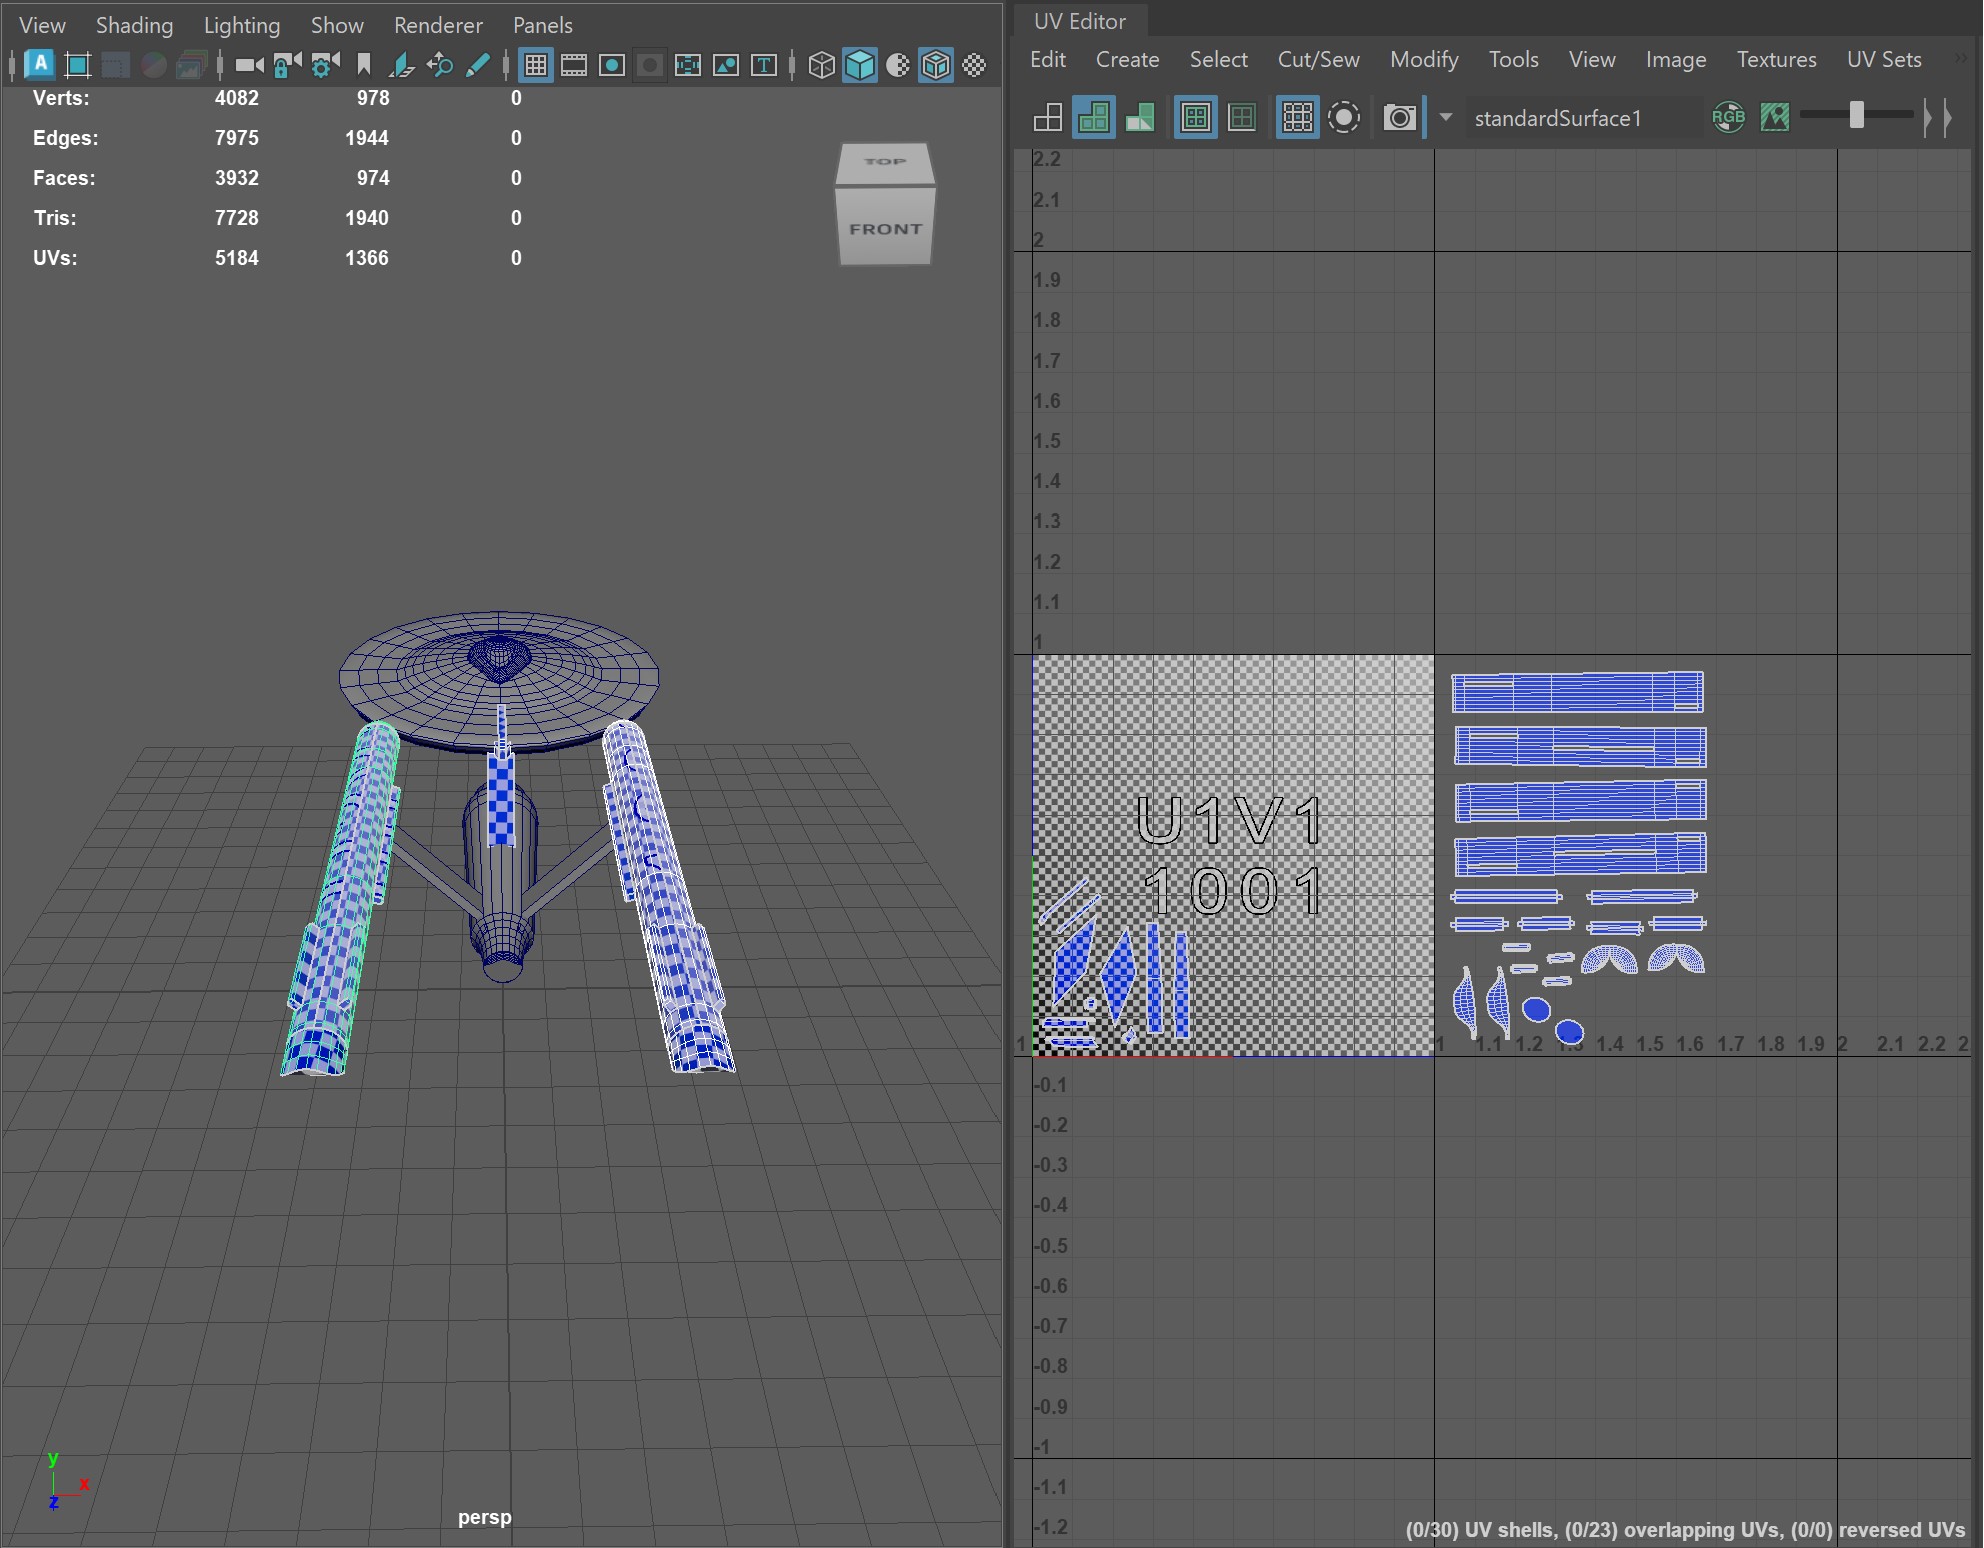 View Shading Lighting Show Renderer Panels
A T
Verts: 4082 978 0
Edges: 7975 1944 0
Faces: 3932 974 0
Tris: 7728 1940 0
UVs: 5184 1366 0
TOP
FRONT
y
x
z
persp
UV Editor
Edit Create Select Cut/Sew Modify Tools View Image Textures UV Sets
standardSurface1 RGB
2.2
2.1
2
1.9
1.8
1.7
1.6
1.5
1.4
1.3
1.2
1.1
1
U1V1
1001
1 1 1.1 1.2 1.3 1.4 1.5 1.6 1.7 1.8 1.9 2 2.1 2.2 2
-0.1
-0.2
-0.3
-0.4
-0.5
-0.6
-0.7
-0.8
-0.9
-1
-1.1
-1.2
(0/30) UV shells, (0/23) overlapping UVs, (0/0) reversed UVs